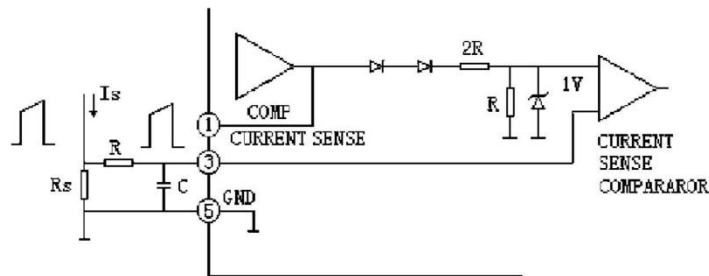 2R
1V
R
Is
COMP
1
CURRENT SENSE
R
3
Rs
C
GND
5
CURRENT
SENSE
COMPARAROR